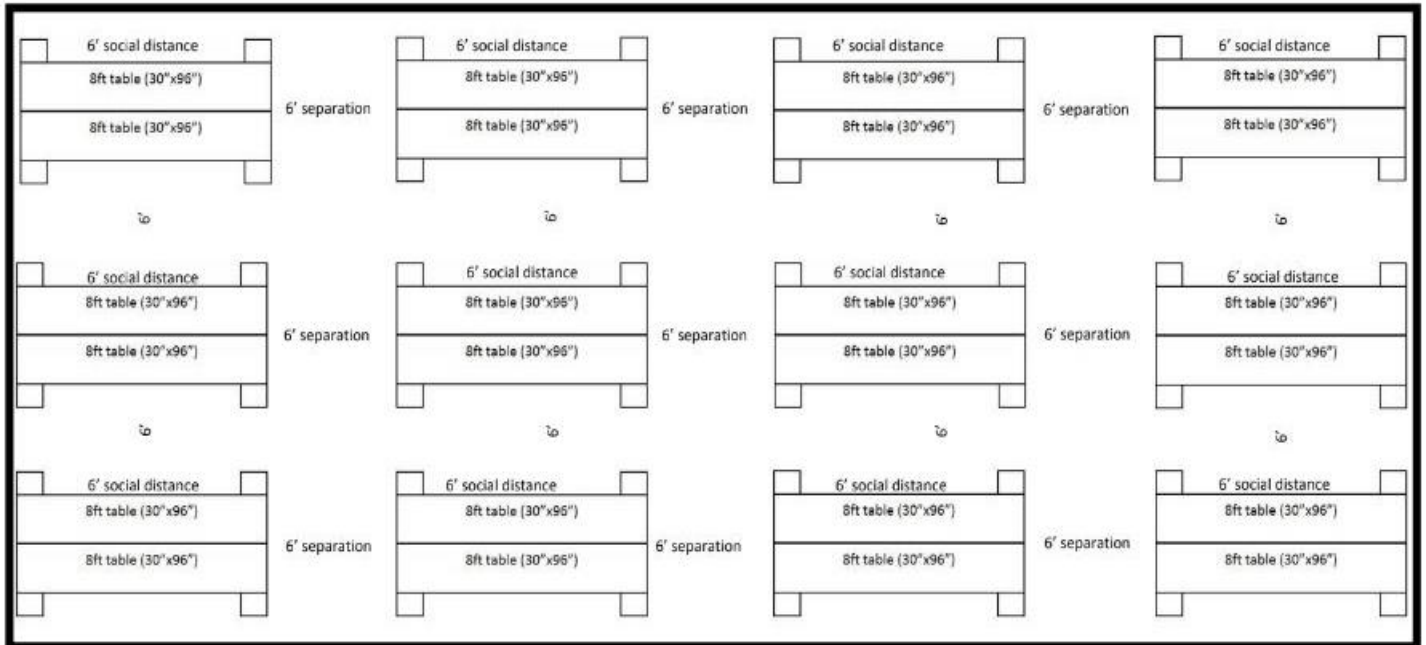 6' social distance 6' social distance 6' social distance 6' social distance
8ft table (30"x96") 8ft table (30"x96") 8ft table (30"x96") 8ft table (30"x96")
6' separation 6' separation 6' separation
8ft table (30"x96") 8ft table (30"x96") 8ft table (30"x96") 8ft table (30"x96")
6' 6' 6' 6'
6' social distance 6' social distance 6' social distance 6' social distance
8ft table (30"x96") 8ft table (30"x96") 8ft table (30"x96") 8ft table (30"x96")
6' separation 6' separation 6' separation
8ft table (30"x96") 8ft table (30"x96") 8ft table (30"x96") 8ft table (30"x96")
6' 6' 6' 6'
6' social distance 6' social distance 6' social distance 6' social distance
8ft table (30"x96") 8ft table (30"x96") 8ft table (30"x96") 8ft table (30"x96")
6' separation 6' separation 6' separation
8ft table (30"x96") 8ft table (30"x96") 8ft table (30"x96") 8ft table (30"x96")